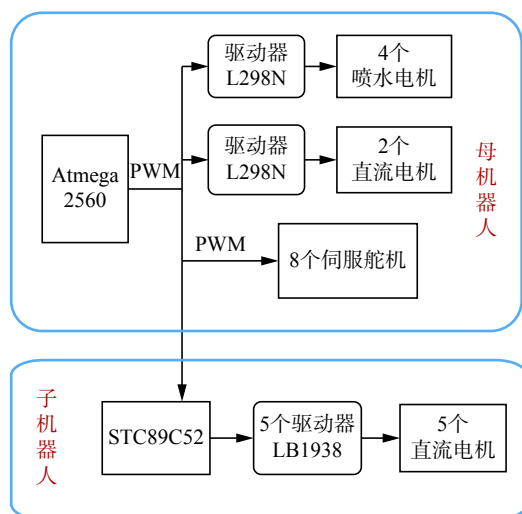 驱动器
L298N
4个
喷水电机
Atmega
2560
PWM
驱动器
L298N
2个
直流电机
母机器人
PWM
8个伺服舵机
子机器人
STC89C52
5个驱动器
LB1938
5个
直流电机